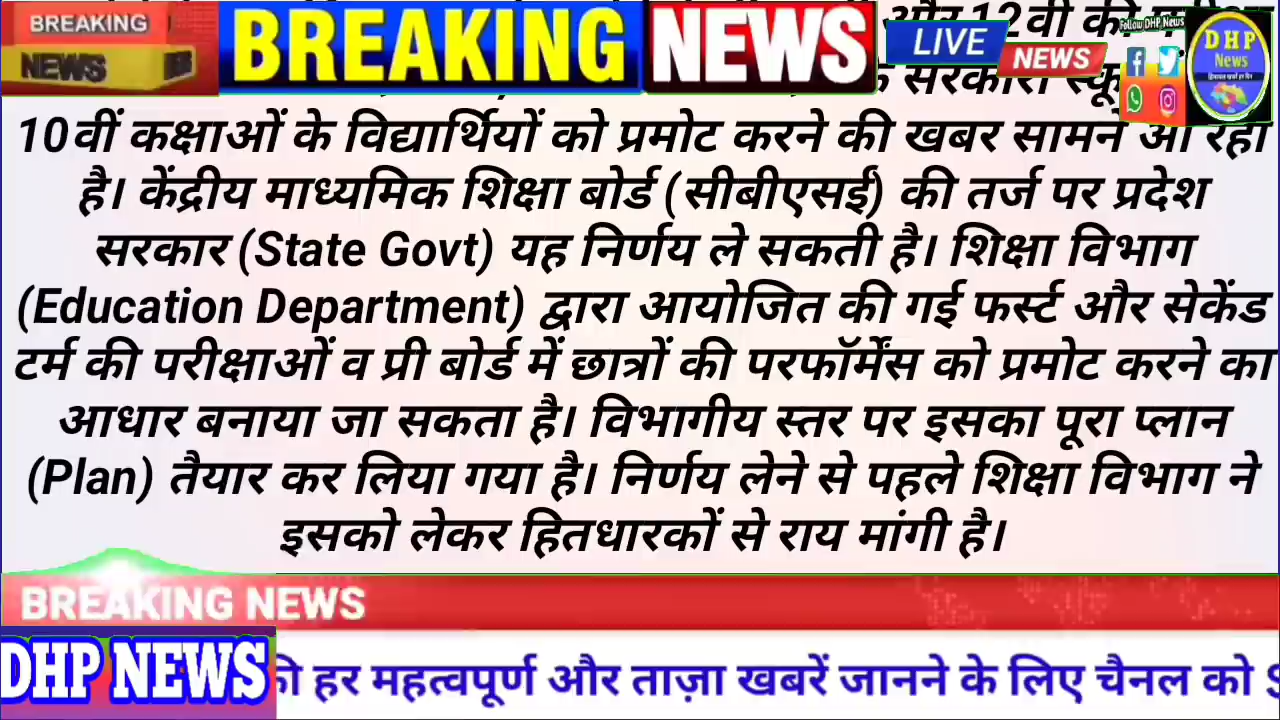 BREAKING
NEWS
BREAKING NEWS
LIVE
NEWS
Follow DHP News
DHP
News
और 12वीं की
सरकारी
10वीं कक्षाओं के विद्यार्थियों को प्रमोट करने की खबर सामने आ रही
है। केंद्रीय माध्यमिक शिक्षा बोर्ड (सीबीएसई) की तर्ज पर प्रदेश
सरकार (State Govt) यह निर्णय ले सकती है। शिक्षा विभाग
(Education Department) द्वारा आयोजित की गई फर्स्ट और सेकेंड
टर्म की परीक्षाओं व प्री बोर्ड में छात्रों की परफॉर्मेंस को प्रमोट करने का
आधार बनाया जा सकता है। विभागीय स्तर पर इसका पूरा प्लान
(Plan) तैयार कर लिया गया है। निर्णय लेने से पहले शिक्षा विभाग ने
इसको लेकर हितधारकों से राय मांगी है।
BREAKING NEWS
DHP NEWS
हर महत्वपूर्ण और ताज़ा खबरें जानने के लिए चैनल को S